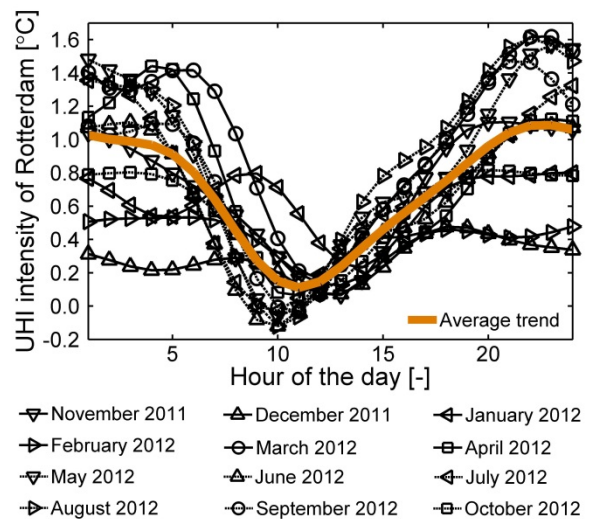 UHI intensity of Rotterdam [°C]
1.6
1.4
1.2
1.0
0.8
0.6
0.4
0.2
0.0
-0.2
Average trend
5 10 15 20
Hour of the day [-]
November 2011 December 2011 January 2012
February 2012 March 2012 April 2012
May 2012 June 2012 July 2012
August 2012 September 2012 October 2012